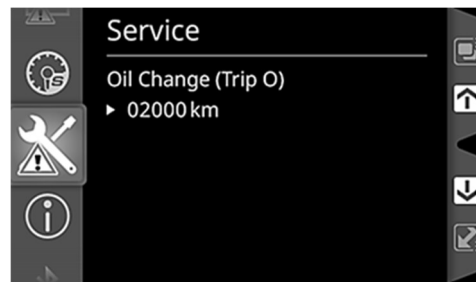 Service
Oil Change (Trip O)
▸ 02000 km
S
i